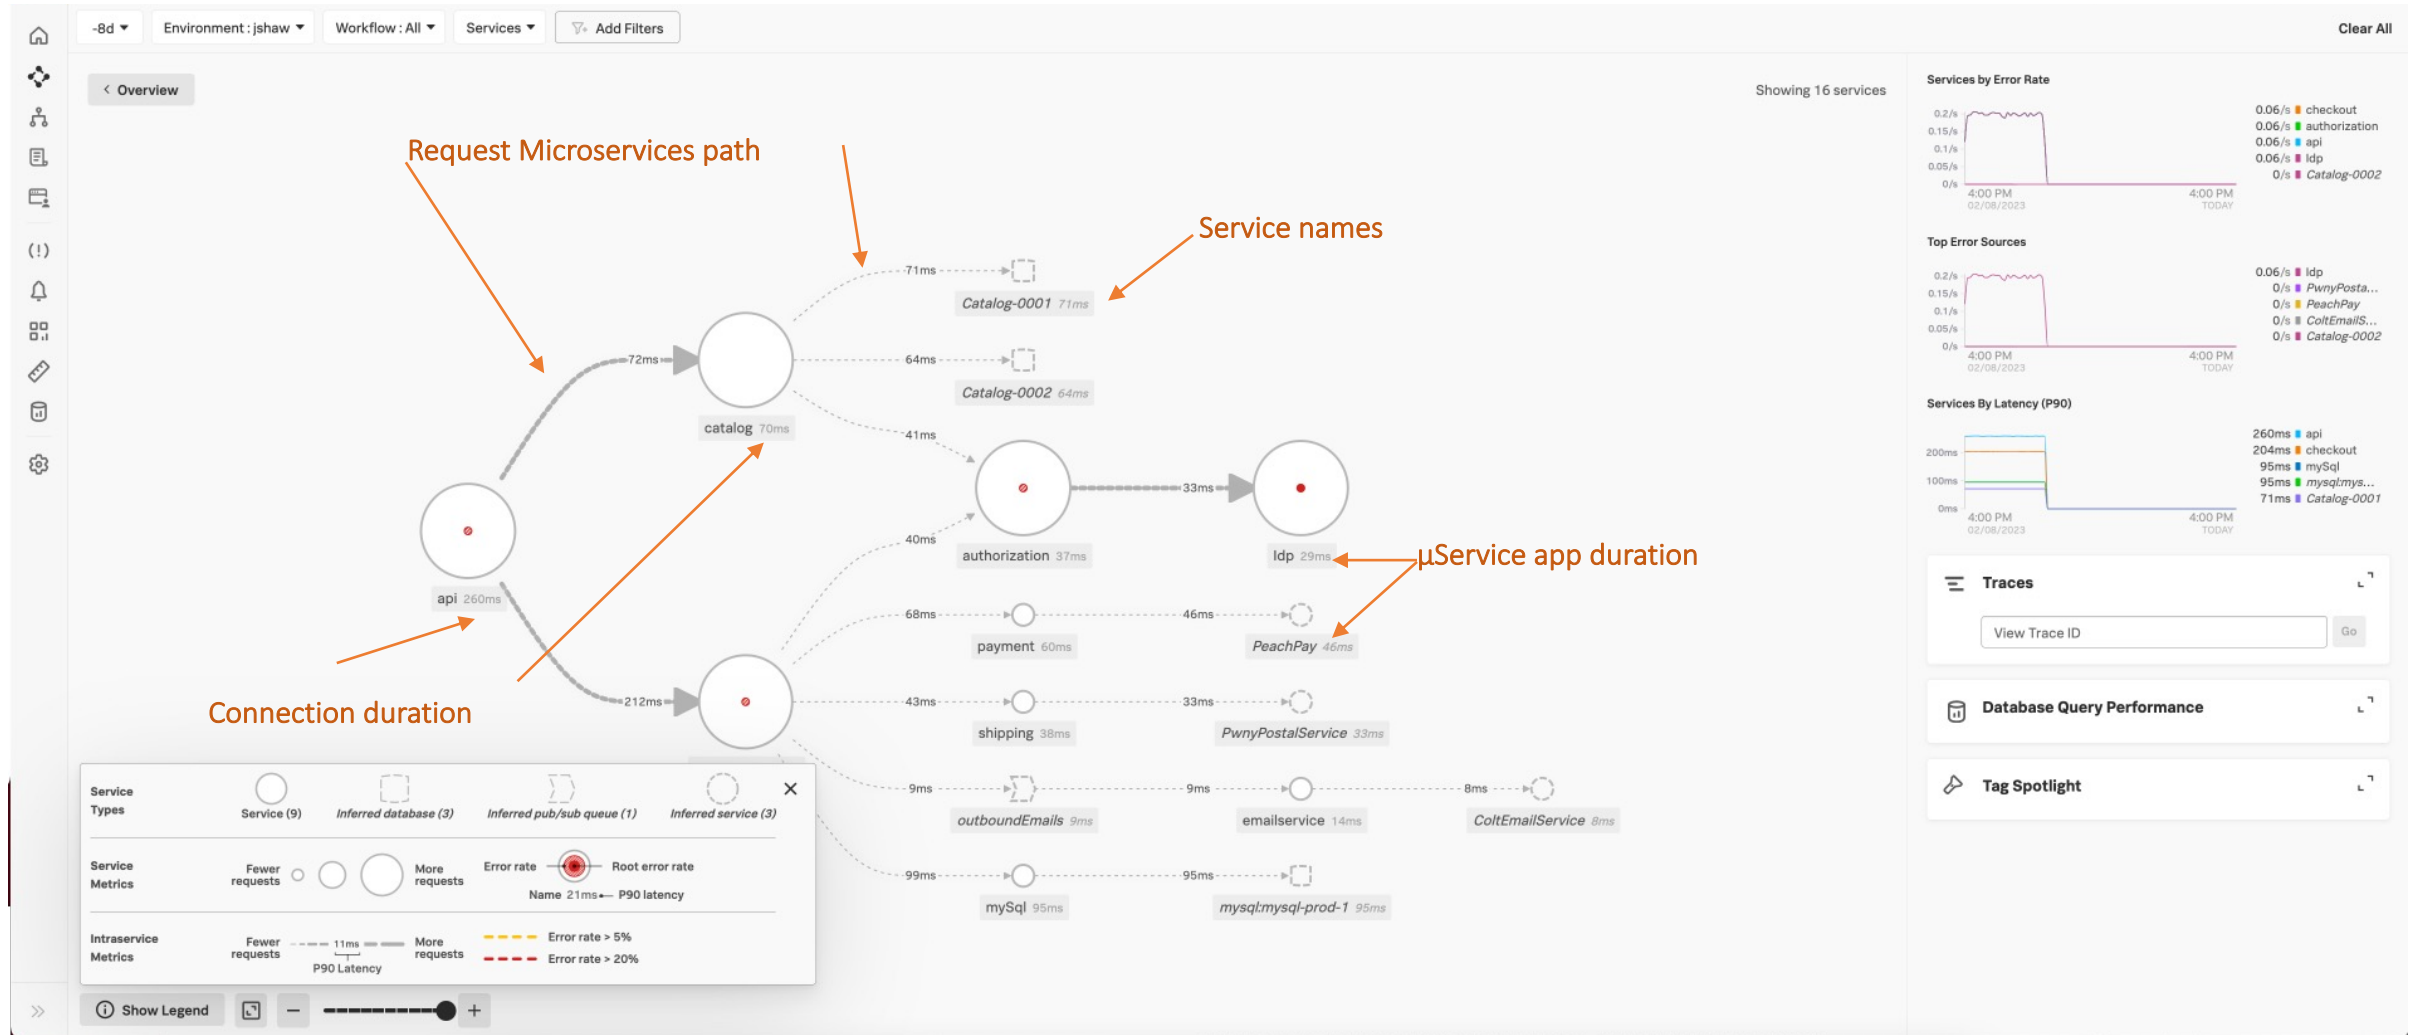 -8d
Environment : jshaw
Workflow : All
Services
Add Filters
Clear All
Overview
Showing 16 services
Request Microservices path
Service names
71ms
Catalog-0001 71ms
72ms
64ms
Catalog-0002 64ms
catalog 70ms
41ms
33ms
api 260ms
40ms
authorization 37ms
ldp 29ms
µService app duration
68ms
46ms
payment 60ms
PeachPay 46ms
Connection duration
212ms
43ms
33ms
shipping 38ms
PwnyPostalService 33ms
9ms
9ms
8ms
outboundEmails 9ms
emailservice 14ms
ColtEmailService 8ms
99ms
95ms
mySql 95ms
mysql:mysql-prod-1 95ms
Service Types
Service (9)
Inferred database (3)
Inferred pub/sub queue (1)
Inferred service (3)
Service Metrics
Fewer requests
More requests
Error rate
Root error rate
Name 21ms
P90 latency
Intraservice Metrics
Fewer requests
11ms
More requests
P90 Latency
Error rate > 5%
Error rate > 20%
Show Legend
Services by Error Rate
0.2/s
0.15/s
0.1/s
0.05/s
0/s
4:00 PM
02/08/2023
4:00 PM
TODAY
0.06/s checkout
0.06/s authorization
0.06/s api
0.06/s ldp
0/s Catalog-0002
Top Error Sources
0.2/s
0.15/s
0.1/s
0.05/s
0/s
4:00 PM
02/08/2023
4:00 PM
TODAY
0.06/s ldp
0/s PwnyPosta...
0/s PeachPay
0/s ColtEmailS...
0/s Catalog-0002
Services By Latency (P90)
200ms
100ms
0ms
4:00 PM
02/08/2023
4:00 PM
TODAY
260ms api
204ms checkout
95ms mySql
95ms mysql:mys...
71ms Catalog-0001
Traces
View Trace ID
Go
Database Query Performance
Tag Spotlight